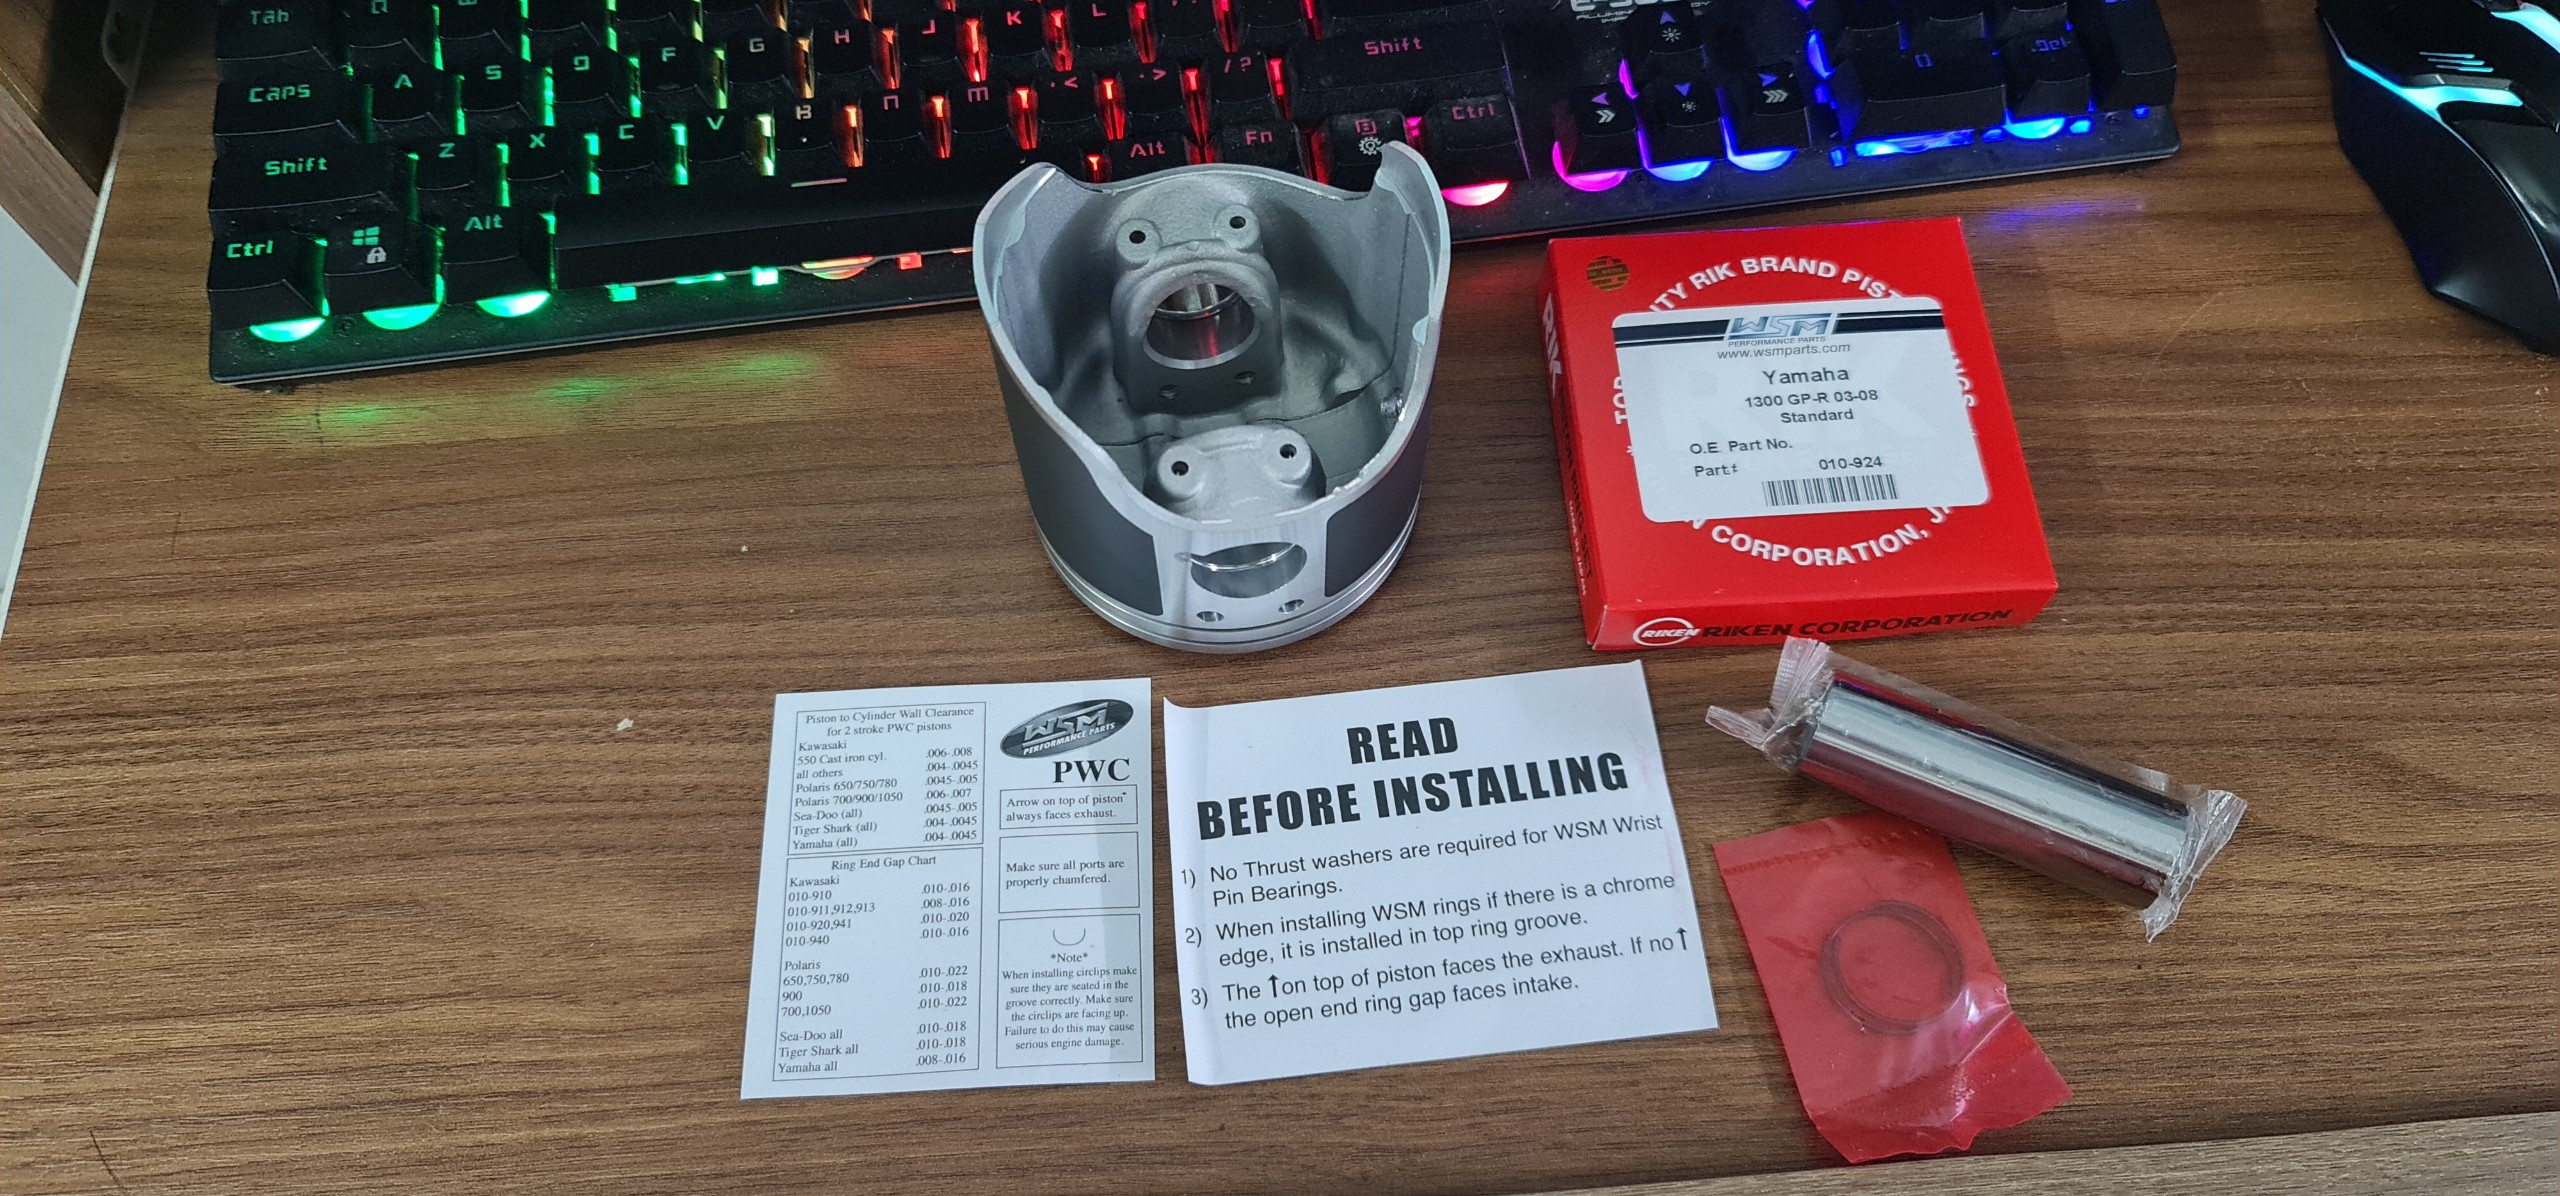 Tab
Caps
A
S
F
G
H
J
K
L
Shift
Shift
Z
X
C
V
B
Alt
Fn
Ctrl
Ctrl
Alt
RIK BRAND
RIK
WSM
PERFORMANCE PARTS
www.wsmparts.com
Yamaha
1300 GP-R 03-08
Standard
O.E. Part No.
Part# 010-924
CORPORATION,
RIKEN RIKEN CORPORATION
Piston to Cylinder Wall Clearance
for 2 stroke PWC pistons
Kawasaki
550 Cast iron cyl. .006-.008
all others .004-.0045
Polaris 650/750/780 .0045-.005
Polaris 700/900/1050 .006-.007
Sea-Doo (all) .0045-.005
Tiger Shark (all) .004-.0045
Yamaha (all) .004-.0045
Ring End Gap Chart
Kawasaki
010-910 .010-.016
010-911,912,913 .008-.016
010-920,941 .010-.020
010-940 .010-.016
Polaris
650,750,780 .010-.022
900 .010-.018
700,1050 .010-.022
Sea-Doo all .010-.018
Tiger Shark all .010-.018
Yamaha all .008-.016
WSM
PERFORMANCE PARTS
PWC
Arrow on top of piston
always faces exhaust.
Make sure all ports are
properly chamfered.
*Note*
When installing circlips make
sure they are seated in the
groove correctly. Make sure
the circlips are facing up.
Failure to do this may cause
serious engine damage.
READ
BEFORE INSTALLING
1) No Thrust washers are required for WSM Wrist
Pin Bearings.
2) When installing WSM rings if there is a chrome
edge, it is installed in top ring groove.
3) The ↑ on top of piston faces the exhaust. If no ↑
the open end ring gap faces intake.